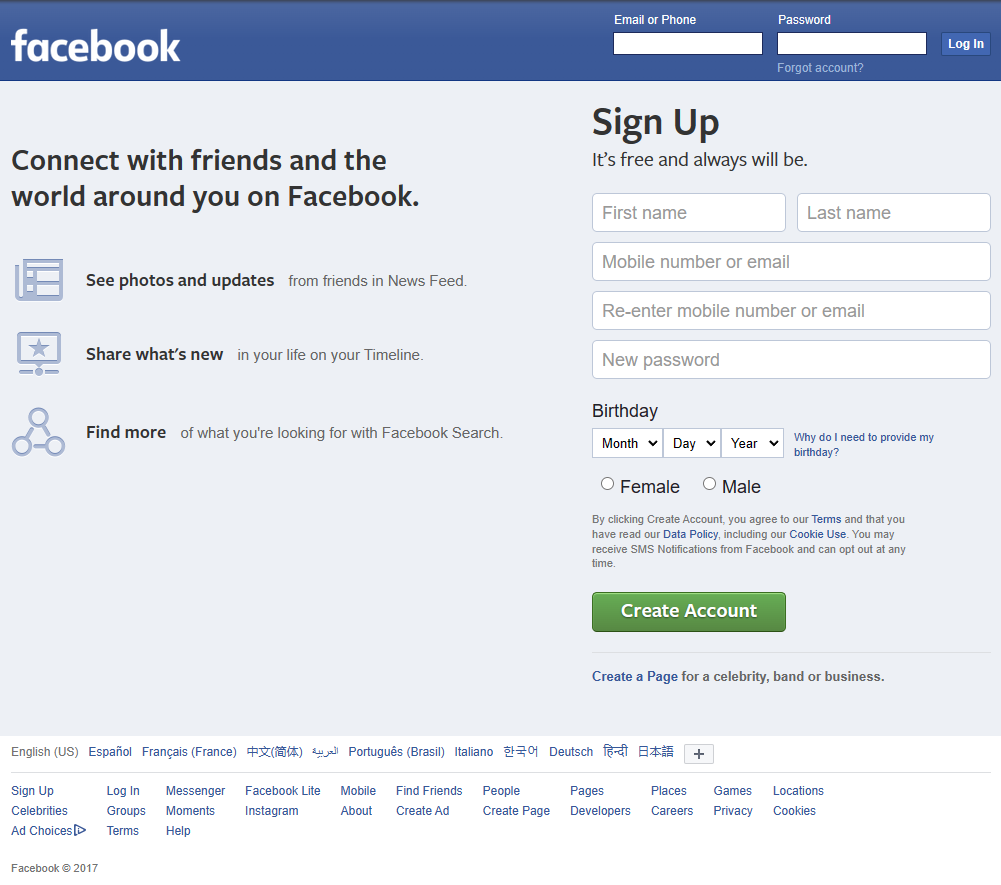 facebook
Email or Phone
Password
Log In
Forgot account?
Connect with friends and the
world around you on Facebook.
See photos and updates from friends in News Feed.
Share what's new in your life on your Timeline.
Find more of what you're looking for with Facebook Search.
Sign Up
It's free and always will be.
First name
Last name
Mobile number or email
Re-enter mobile number or email
New password
Birthday
Month Day Year
Why do I need to provide my
birthday?
Female Male
By clicking Create Account, you agree to our Terms and that you
have read our Data Policy, including our Cookie Use. You may
receive SMS Notifications from Facebook and can opt out at any
time.
Create Account
Create a Page for a celebrity, band or business.
English (US) Español Français (France) 中文(简体) العربية Português (Brasil) Italiano 한국어 Deutsch हिन्दी 日本語 +
Sign Up Log In Messenger Facebook Lite Mobile Find Friends People Pages Places Games Locations
Celebrities Groups Moments Instagram About Create Ad Create Page Developers Careers Privacy Cookies
Ad Choices Terms Help
Facebook © 2017